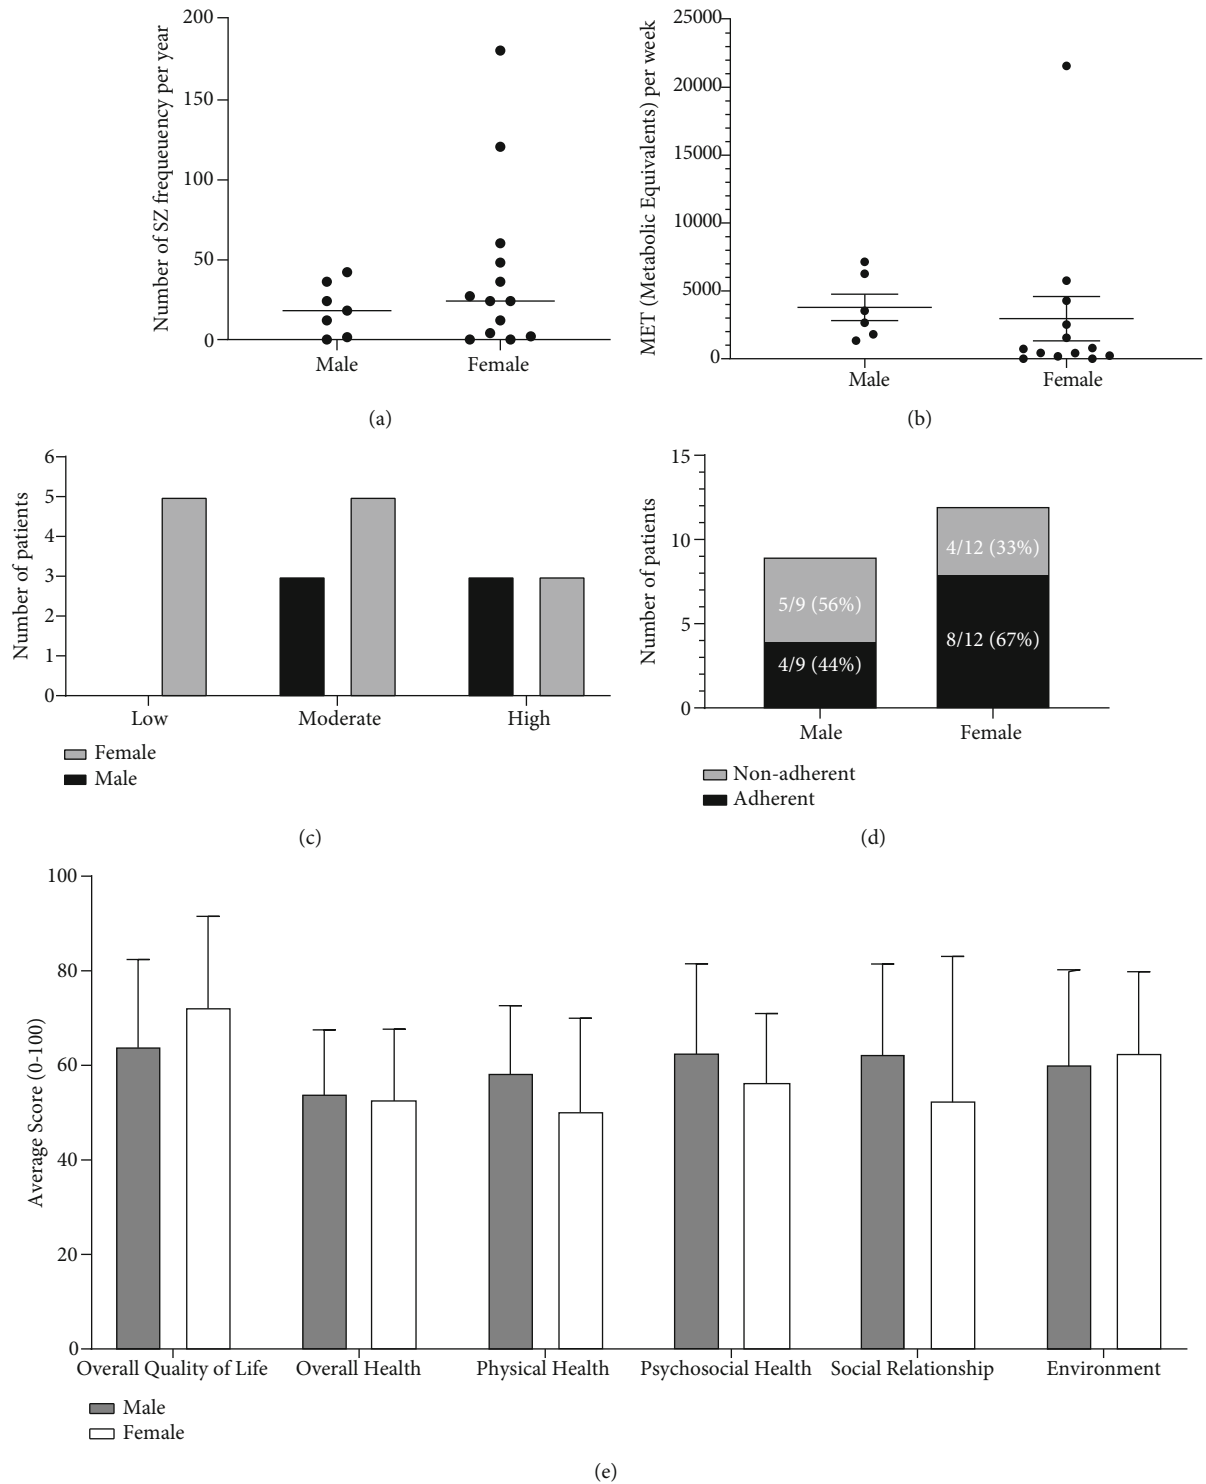 Number of SZ frequeuency per year
200
150
100
50
0
Male
Female
(a)
MET (Metabolic Equivalents) per week
25000
20000
15000
10000
5000
0
Male
Female
(b)
Number of patients
6
5
4
3
2
1
0
Low
Moderate
High
Female
Male
(c)
Number of patients
15
10
5
0
5/9 (56%)
4/9 (44%)
4/12 (33%)
8/12 (67%)
Male
Female
Non-adherent
Adherent
(d)
Average Score (0-100)
100
80
60
40
20
0
Overall Quality of Life
Overall Health
Physical Health
Psychosocial Health
Social Relationship
Environment
Male
Female
(e)